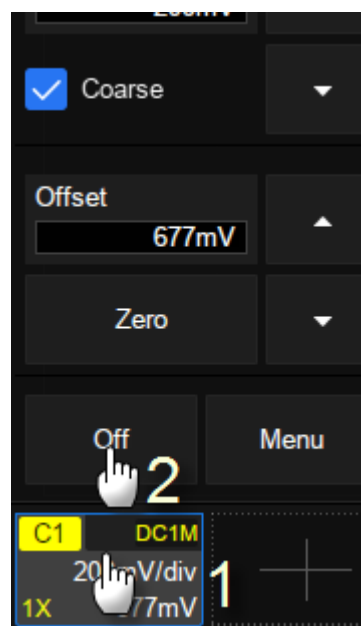 Coarse
Offset
677mV
Zero
Off
Menu
2
C1
DC1M
1
1X